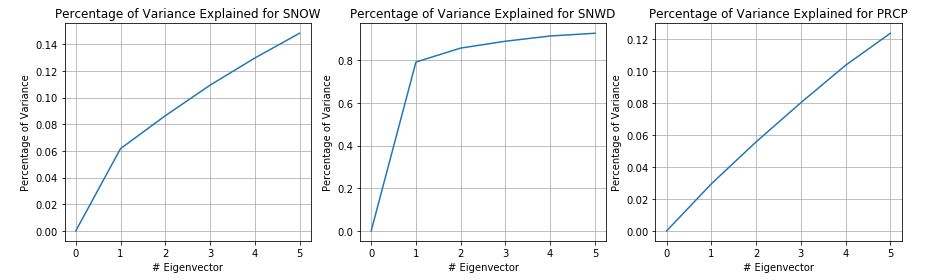 Percentage of Variance Explained for SNOW
Percentage of Variance
0.14
0.12
0.10
0.08
0.06
0.04
0.02
0.00
0 1 2 3 4 5
# Eigenvector
Percentage of Variance Explained for SNWD
Percentage of Variance
0.8
0.6
0.4
0.2
0.0
0 1 2 3 4 5
# Eigenvector
Percentage of Variance Explained for PRCP
Percentage of Variance
0.12
0.10
0.08
0.06
0.04
0.02
0.00
0 1 2 3 4 5
# Eigenvector